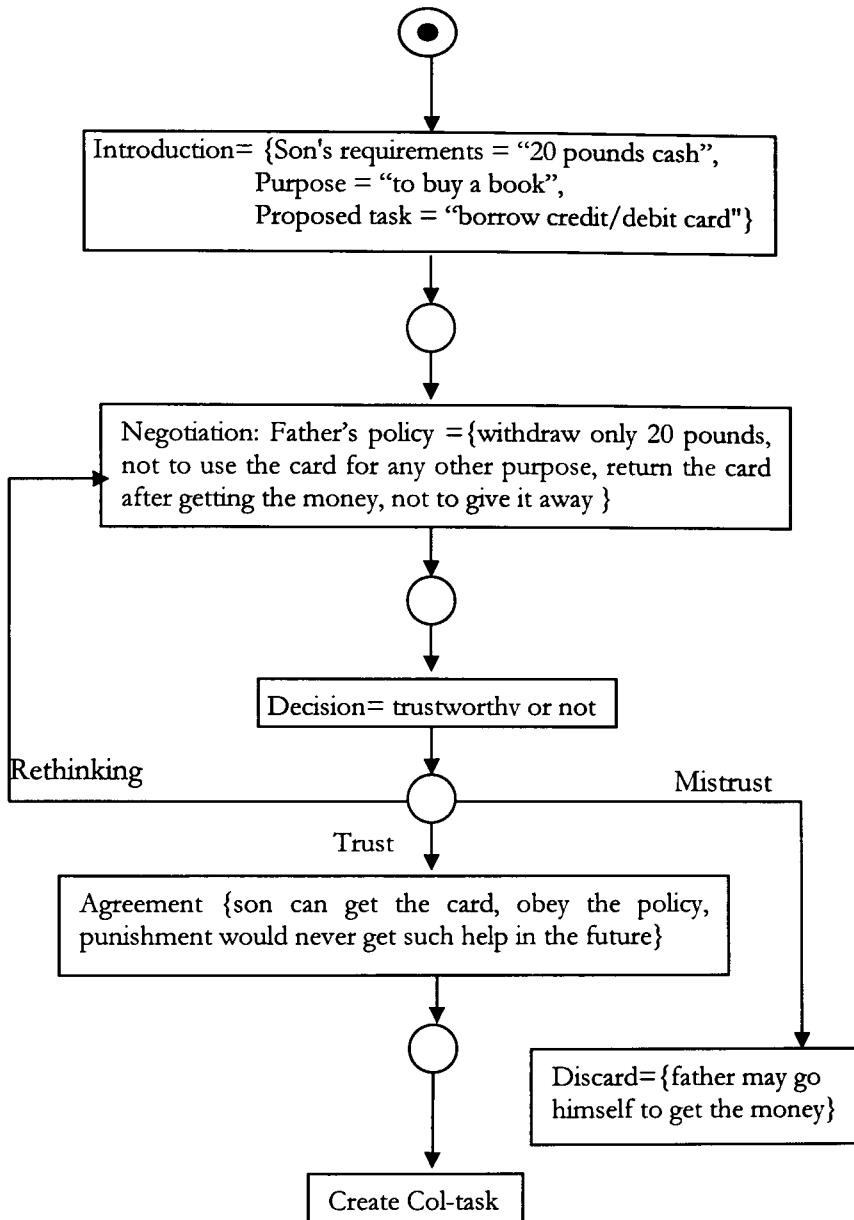 Introduction= {Son's requirements = “20 pounds cash”,
Purpose = “to buy a book”,
Proposed task = “borrow credit/debit card"}
Negotiation: Father’s policy ={withdraw only 20 pounds,
not to use the card for any other purpose, return the card
after getting the money, not to give it away }
Decision= trustworthy or not
Rethinking
Mistrust
Trust
Agreement {son can get the card, obey the policy,
punishment would never get such help in the future}
Discard={father may go
himself to get the money}
Create Col-task